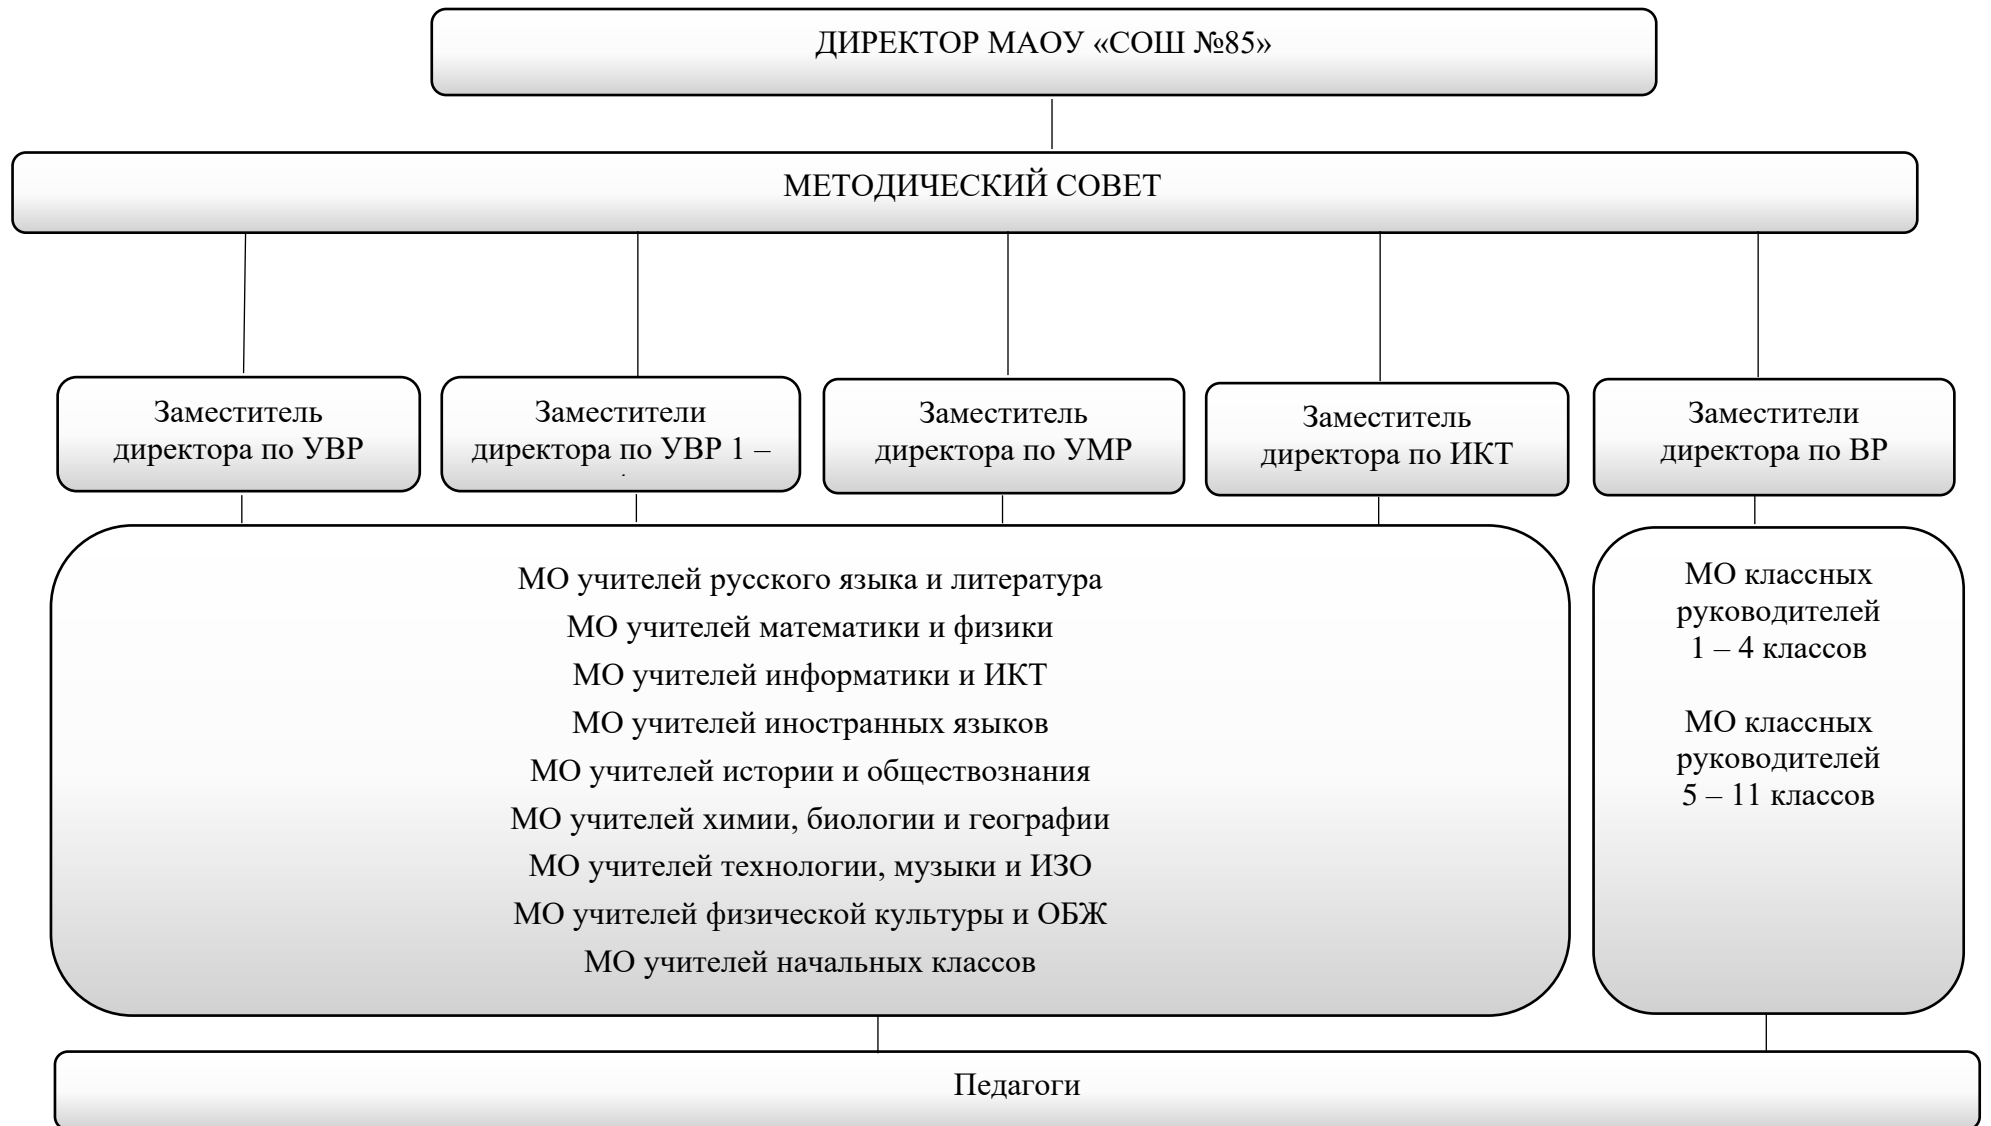 ДИРЕКТОР МАОУ «СОШ №85»
МЕТОДИЧЕСКИЙ СОВЕТ
Заместитель
директора по УВР
Заместители
директора по УВР 1 –
Заместитель
директора по УМР
Заместитель
директора по ИКТ
Заместители
директора по ВР
МО учителей русского языка и литература
МО учителей математики и физики
МО учителей информатики и ИКТ
МО учителей иностранных языков
МО учителей истории и обществознания
МО учителей химии, биологии и географии
МО учителей технологии, музыки и ИЗО
МО учителей физической культуры и ОБЖ
МО учителей начальных классов
МО классных
руководителей
1 – 4 классов
МО классных
руководителей
5 – 11 классов
Педагоги